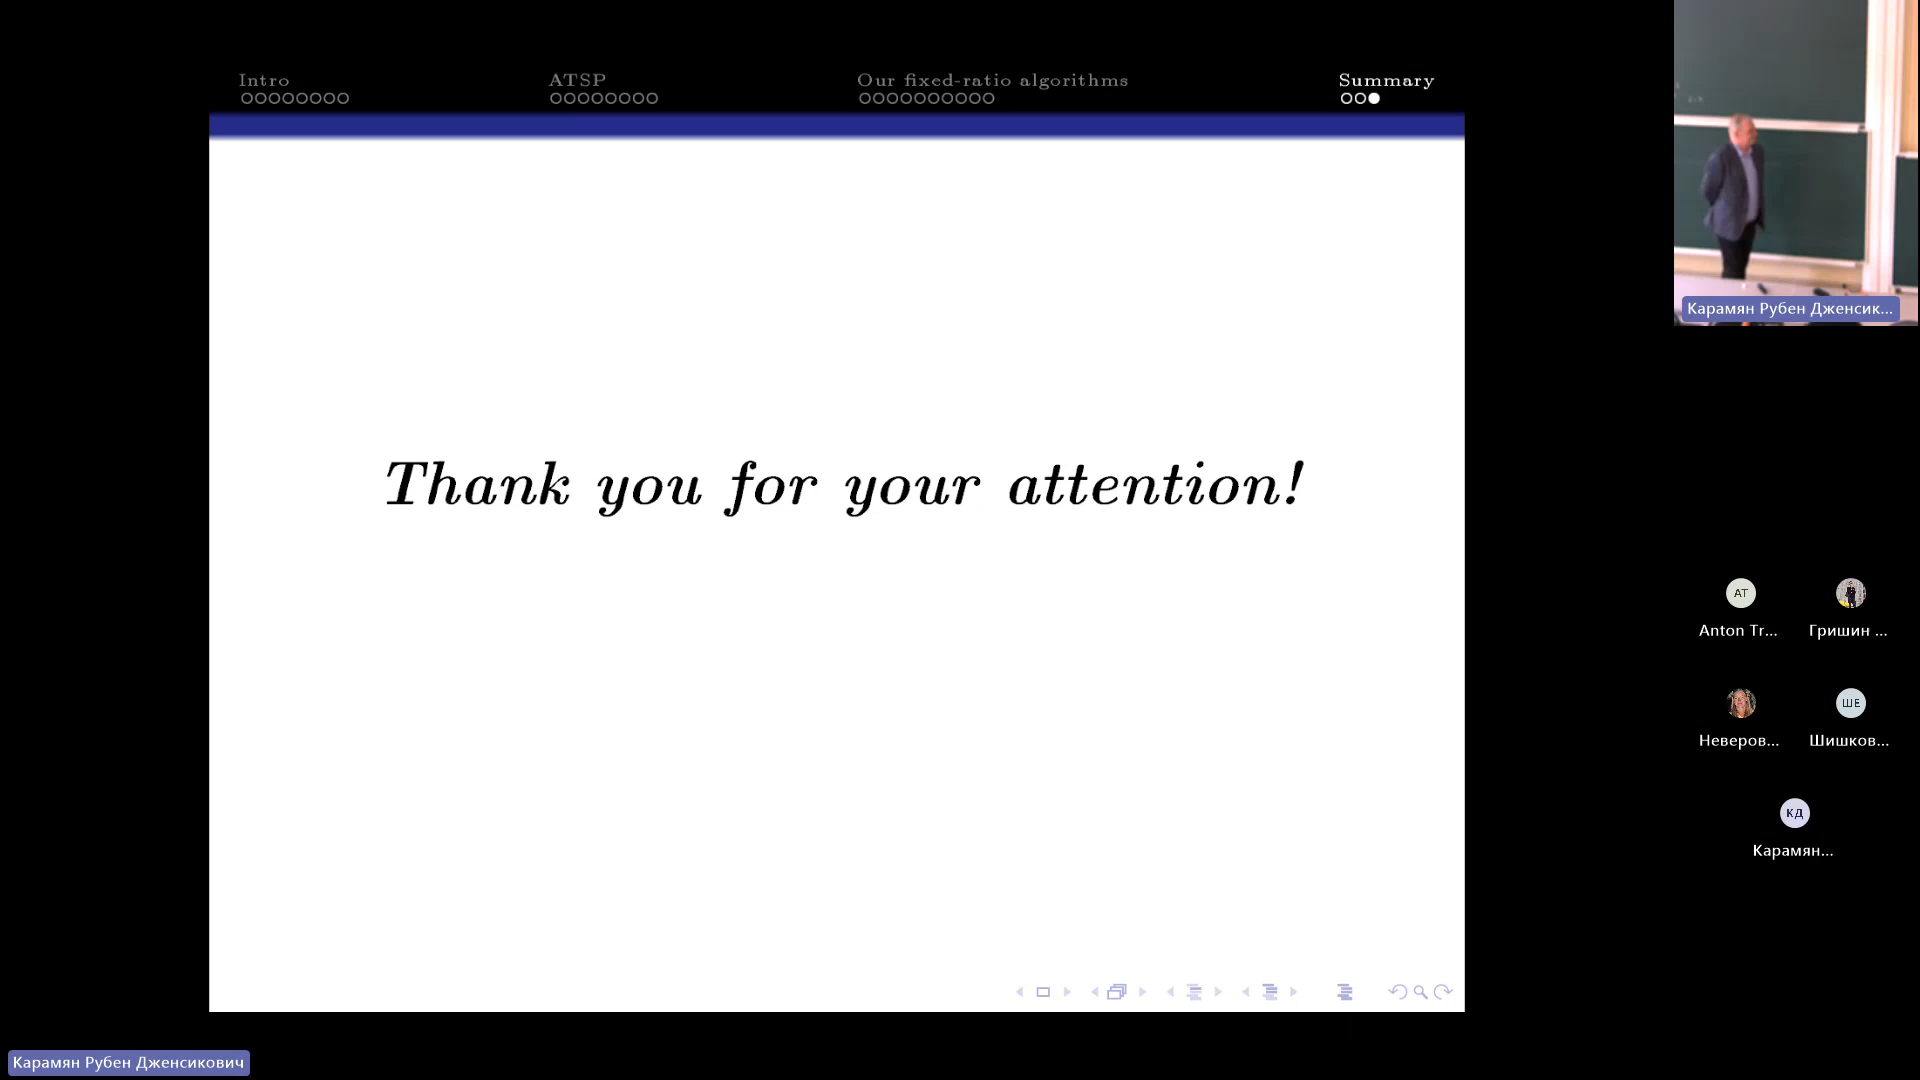 Intro
ATSP
Our fixed-ratio algorithms
Summary
Thank you for your attention!
Карамян Рубен Дженсик...
АТ
Anton Tr...
Гришин ...
Неверов...
ШЕ
Шишков...
КД
Карамян...
Карамян Рубен Дженсикович